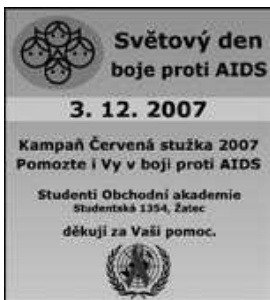 Světový den
boje proti AIDS
3. 12. 2007
Kampaň Červená stužka 2007
Pomozte i Vy v boji proti AIDS
Studenti Obchodní akademie
Studentská 1354, Žatec
děkují za Vaši pomoc.